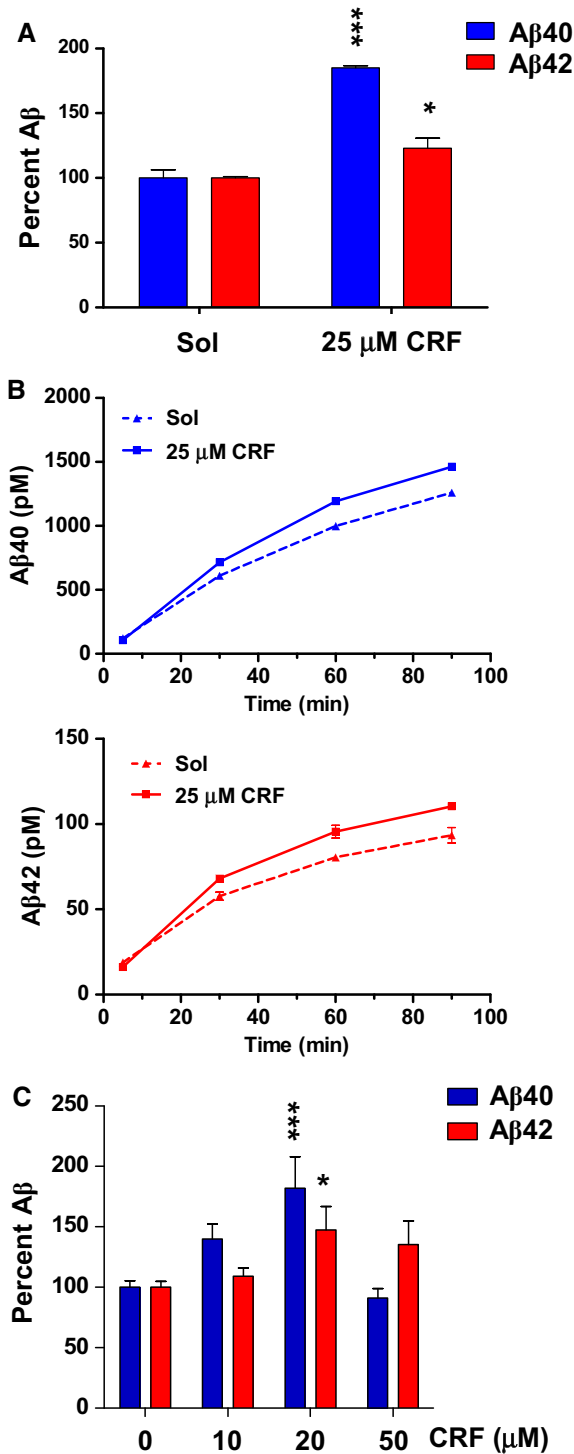 A
Aβ40
Aβ42
***
*
Percent Aβ
200
150
100
50
0
Sol
25 μM CRF
B
Sol
25 μM CRF
Aβ40 (pM)
2000
1500
1000
500
0
0 20 40 60 80 100
Time (min)
Sol
25 μM CRF
Aβ42 (pM)
150
100
50
0
0 20 40 60 80 100
Time (min)
C
Aβ40
Aβ42
***
*
Percent Aβ
250
200
150
100
50
0
0 10 20 50 CRF (μM)